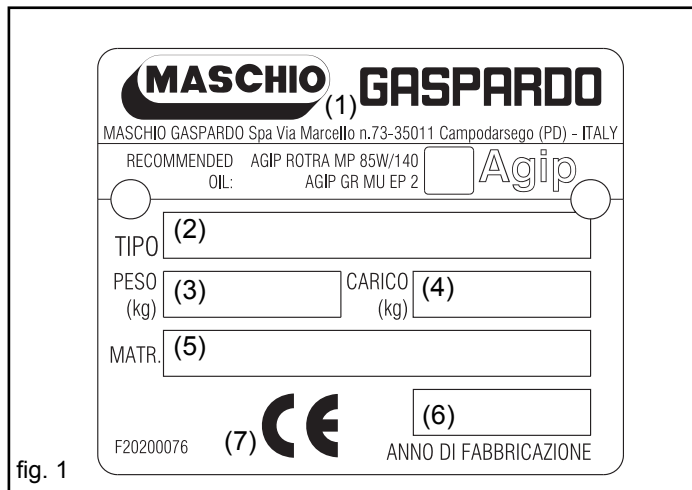 MASCHIO (1) GASPARDO
MASCHIO GASPARDO Spa Via Marcello n.73-35011 Campodarsego (PD) - ITALY
RECOMMENDED AGIP ROTRA MP 85W/140 Agip
OIL: AGIP GR MU EP 2
TIPO (2)
PESO (kg) (3) CARICO (kg) (4)
MATR. (5)
F20200076 (7) CE (6)
ANNO DI FABBRICAZIONE
fig. 1